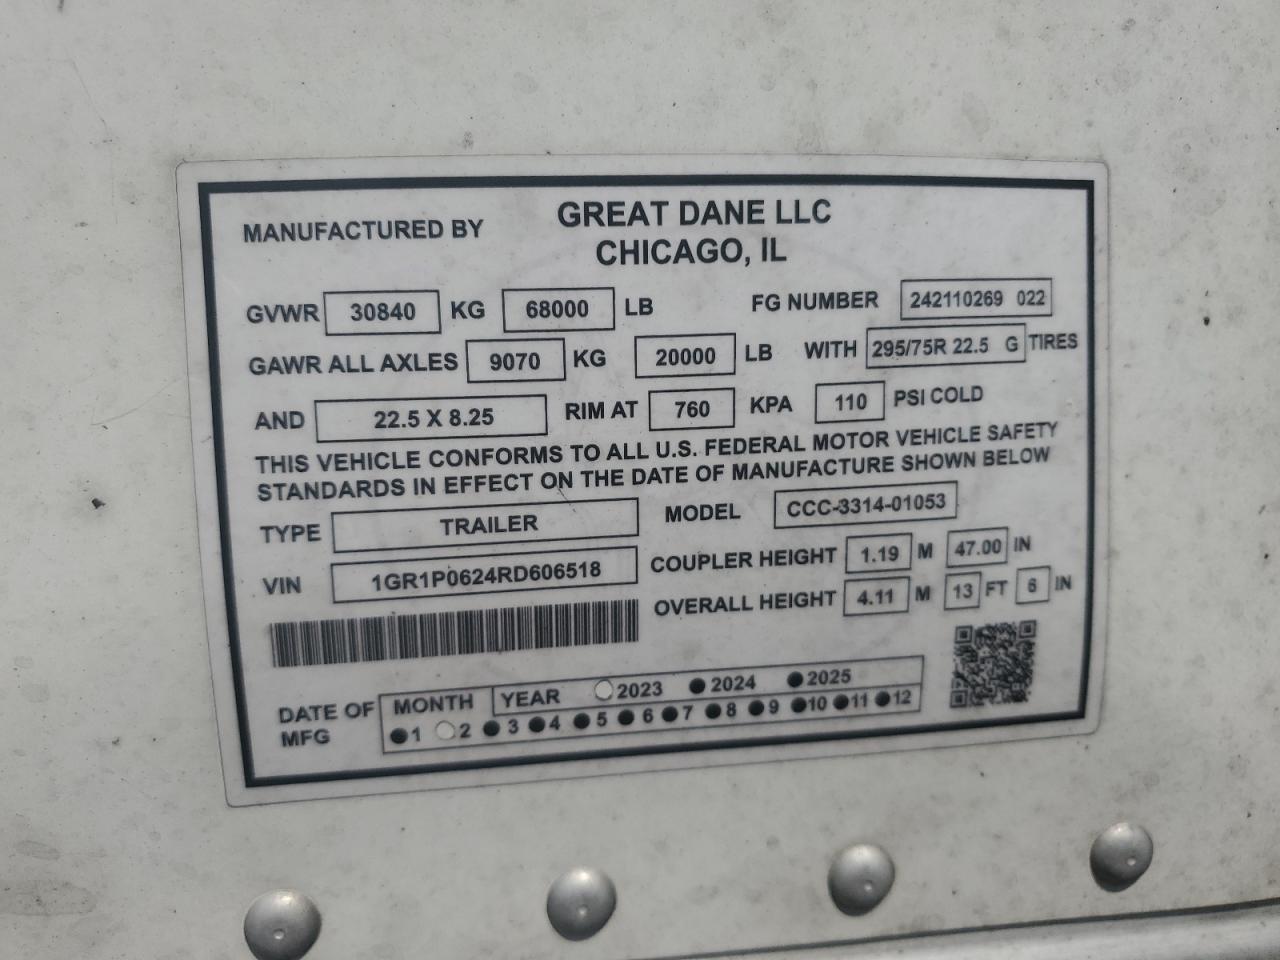 MANUFACTURED BY GREAT DANE LLC
CHICAGO, IL
GVWR 30840 KG 68000 LB FG NUMBER 242110269 022
GAWR ALL AXLES 9070 KG 20000 LB WITH 295/75R 22.5 G TIRES
AND 22.5 X 8.25 RIM AT 760 KPA 110 PSI COLD
THIS VEHICLE CONFORMS TO ALL U.S. FEDERAL MOTOR VEHICLE SAFETY
STANDARDS IN EFFECT ON THE DATE OF MANUFACTURE SHOWN BELOW
TYPE TRAILER MODEL CCC-3314-01053
VIN 1GR1P0624RD606518 COUPLER HEIGHT 1.19 M 47.00 IN
OVERALL HEIGHT 4.11 M 13 FT 6 IN
DATE OF MFG MONTH YEAR 2023 2024 2025
1 2 3 4 5 6 7 8 9 10 11 12